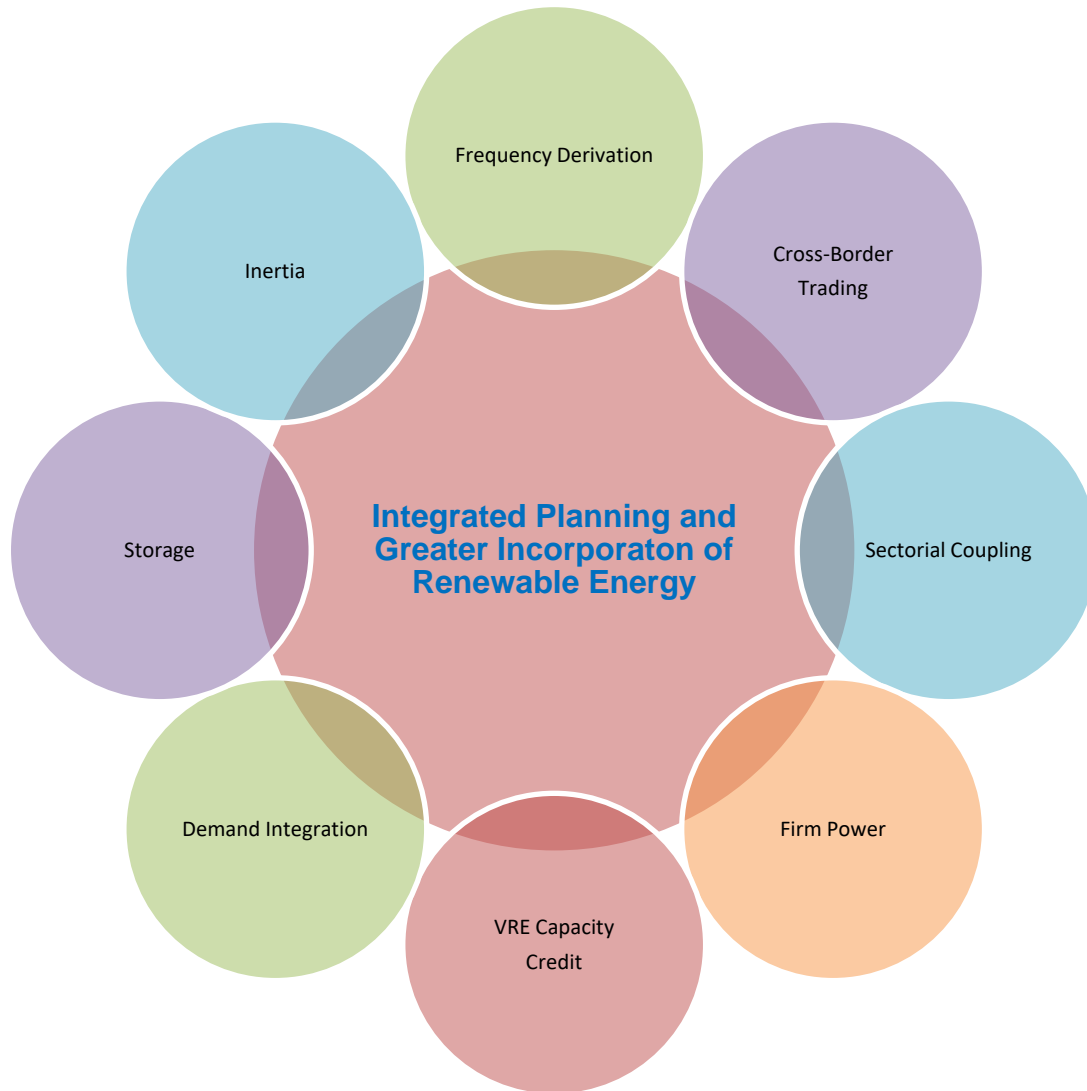 Frequency Derivation
Cross-Border
Trading
Inertia
Storage
Integrated Planning and
Greater Incorporaton of
Renewable Energy
Sectorial Coupling
Demand Integration
Firm Power
VRE Capacity
Credit